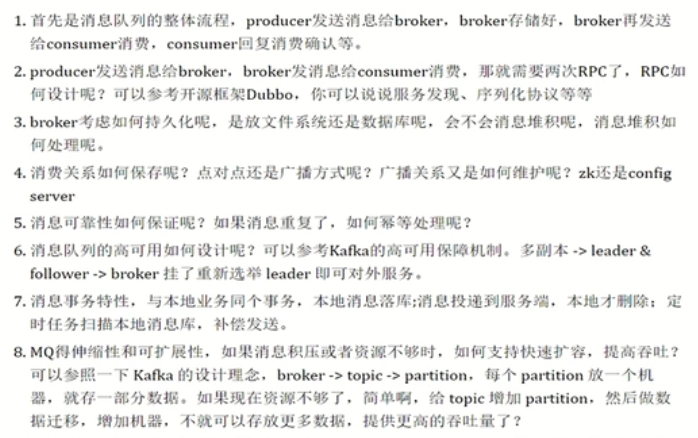 1. 首先是消息队列的整体流程，producer发送消息给broker，broker存储好，broker再发送
给consumer消费，consumer回复消费确认等。
2. producer发送消息给broker，broker发消息给consumer消费，那就需要两次RPC了，RPC如
何设计呢？可以参考开源框架Dubbo，你可以说说服务发现、序列化协议等等
3. broker考虑如何持久化呢，是放文件系统还是数据库呢，会不会消息堆积呢，消息堆积如
何处理呢。
4. 消费关系如何保存呢？点对点还是广播方式呢？广播关系又是如何维护呢？zk还是config
server
5. 消息可靠性如何保证呢？如果消息重复了，如何幂等处理呢？
6. 消息队列的高可用如何设计呢？可以参考Kafka的高可用保障机制。多副本 -> leader &
follower -> broker 挂了重新选举 leader 即可对外服务。
7. 消息事务特性，与本地业务同个事务，本地消息落库;消息投递到服务端，本地才删除；定
时任务扫描本地消息库，补偿发送。
8. MQ得伸缩性和可扩展性，如果消息积压或者资源不够时，如何支持快速扩容，提高吞吐？
可以参照一下 Kafka 的设计理念，broker -> topic -> partition，每个 partition 放一个机
器，就存一部分数据。如果现在资源不够了，简单啊，给 topic 增加 partition，然后做数
据迁移，增加机器，不就可以存放更多数据，提供更高的吞吐量了？